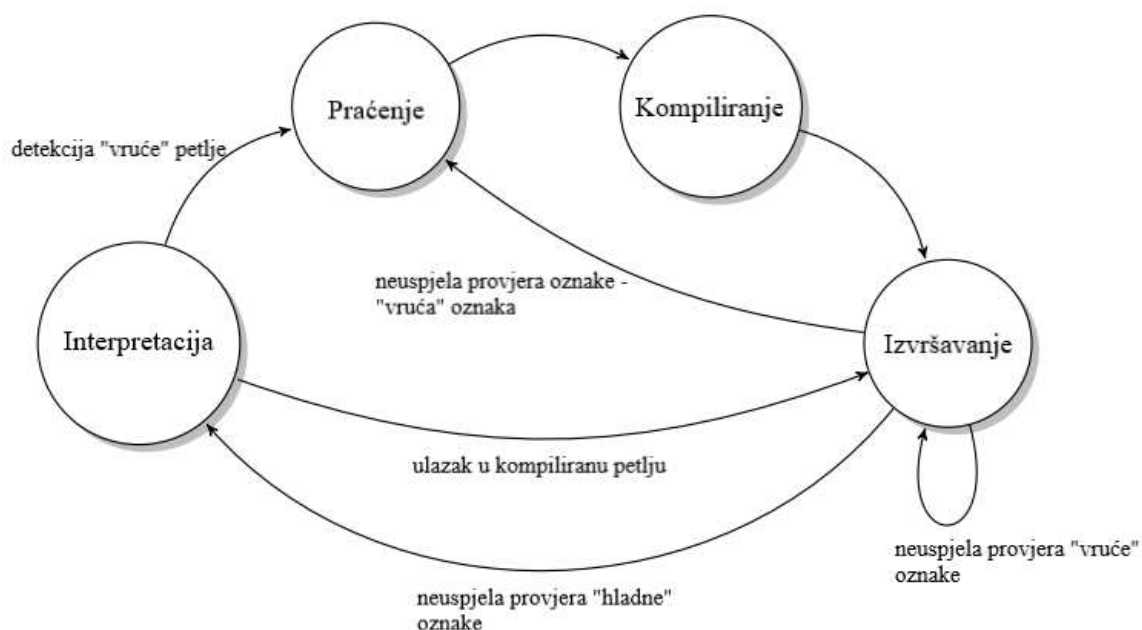 Praćenje
Kompiliranje
detekcija "vruće" petlje
neuspjela provjera oznake -
"vruća" oznaka
Interpretacija
Izvršavanje
ulazak u kompiliranu petlju
neuspjela provjera "vruće"
oznake
neuspjela provjera "hladne"
oznake